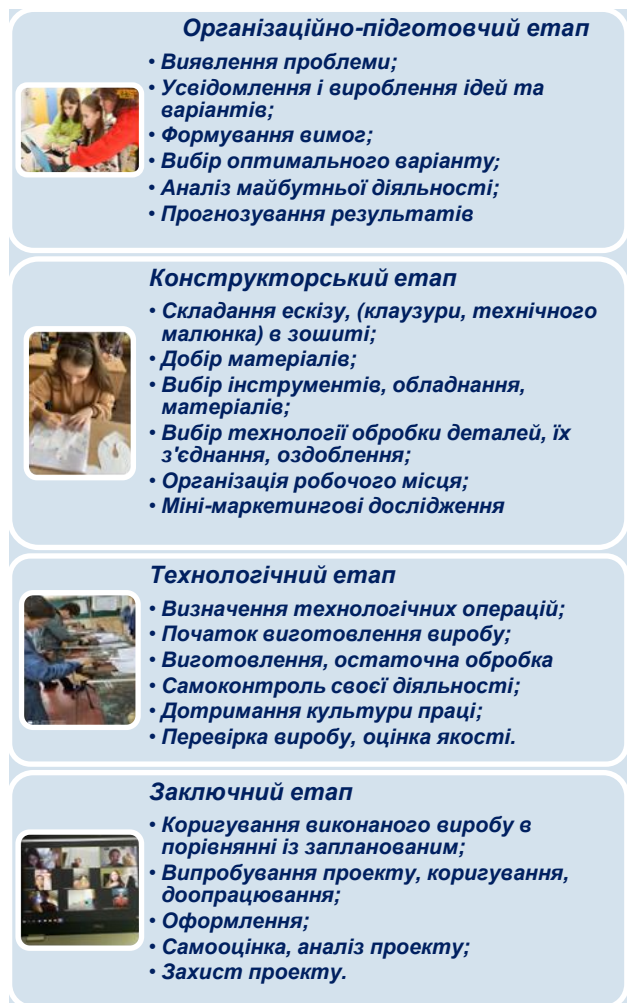 Організаційно-підготовчий етап
• Виявлення проблеми;
• Усвідомлення і вироблення ідей та
варіантів;
• Формування вимог;
• Вибір оптимального варіанту;
• Аналіз майбутньої діяльності;
• Прогнозування результатів
Конструкторський етап
• Складання ескізу, (клаузури, технічного
малюнка) в зошиті;
• Добір матеріалів;
• Вибір інструментів, обладнання,
матеріалів;
• Вибір технології обробки деталей, їх
з'єднання, оздоблення;
• Організація робочого місця;
• Міні-маркетингові дослідження
Технологічний етап
• Визначення технологічних операцій;
• Початок виготовлення виробу;
• Виготовлення, остаточна обробка
• Самоконтроль своєї діяльності;
• Дотримання культури праці;
• Перевірка виробу, оцінка якості.
Заключний етап
• Коригування виконаного виробу в
порівнянні із запланованим;
• Випробування проекту, коригування,
доопрацювання;
• Оформлення;
• Самооцінка, аналіз проекту;
• Захист проекту.